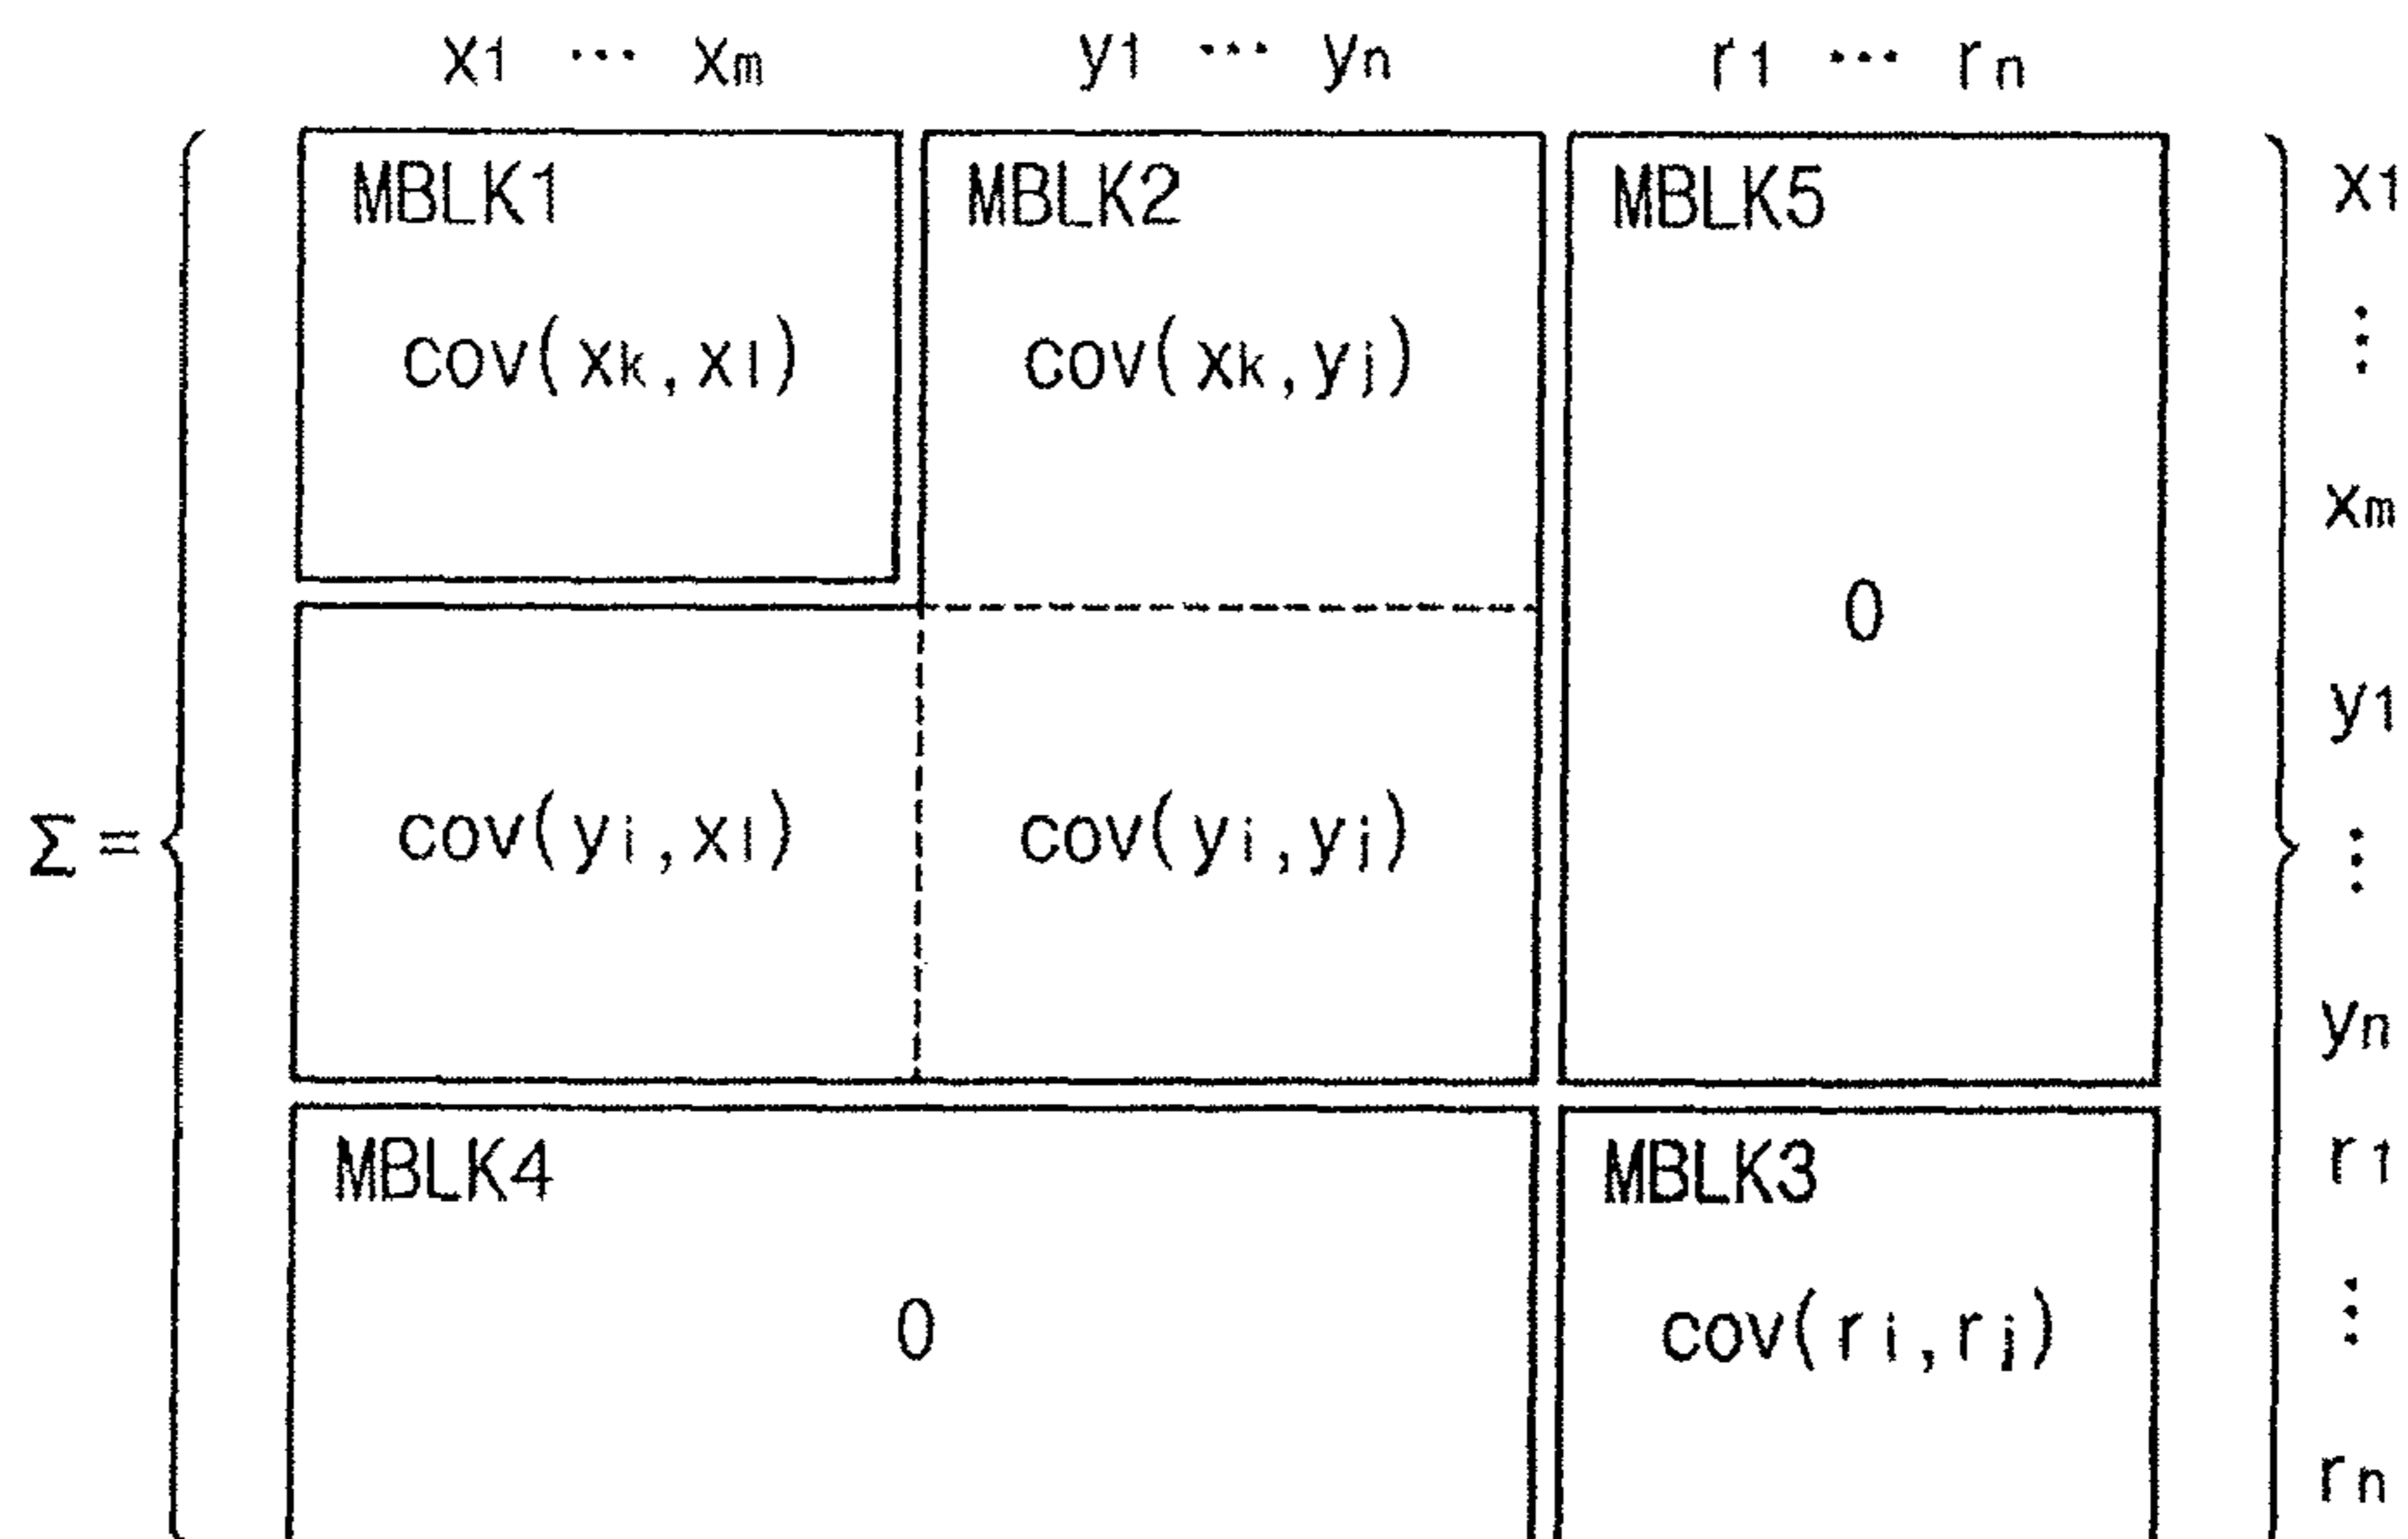 x1 ··· xm y1 ··· yn r1 ··· rn
MBLK1 MBLK2 MBLK5 x1
cov(xk,xl) cov(xk,yj) ⋮
xm
0
y1
Σ= cov(yi,xl) cov(yi,yj) ⋮
yn
MBLK4 MBLK3 r1
0 cov(ri,rj) ⋮
rn